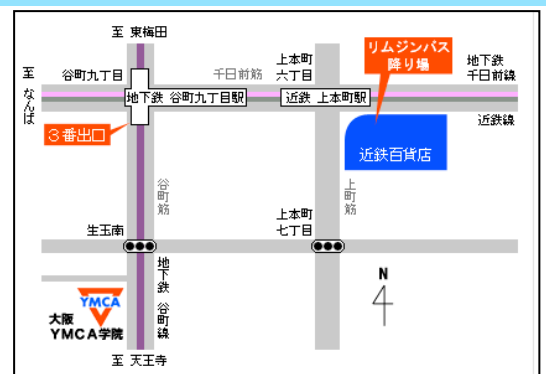 至 東梅田
リムジンバス
降り場
上本町
六丁目
地下鉄
千日前線
至 なんば
谷町九丁目
千日前筋
地下鉄 谷町九丁目駅
近鉄 上本町駅
近鉄線
3番出口
近鉄百貨店
谷町筋
上町筋
上本町
七丁目
生玉南
地下鉄 谷町線
N
YMCA
大阪
YMCA学院
至 天王寺